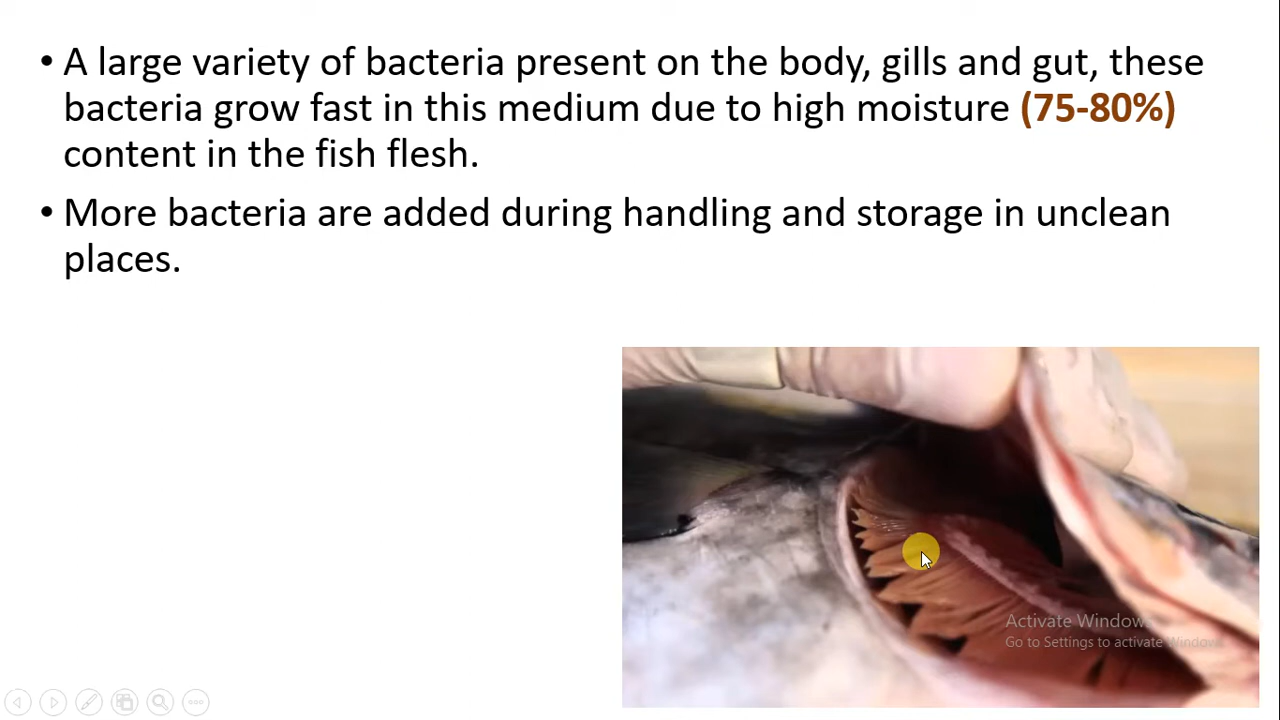 • A large variety of bacteria present on the body, gills and gut, these
bacteria grow fast in this medium due to high moisture (75-80%)
content in the fish flesh.
• More bacteria are added during handling and storage in unclean
places.
Activate Windows
Go to Settings to activate Windows.